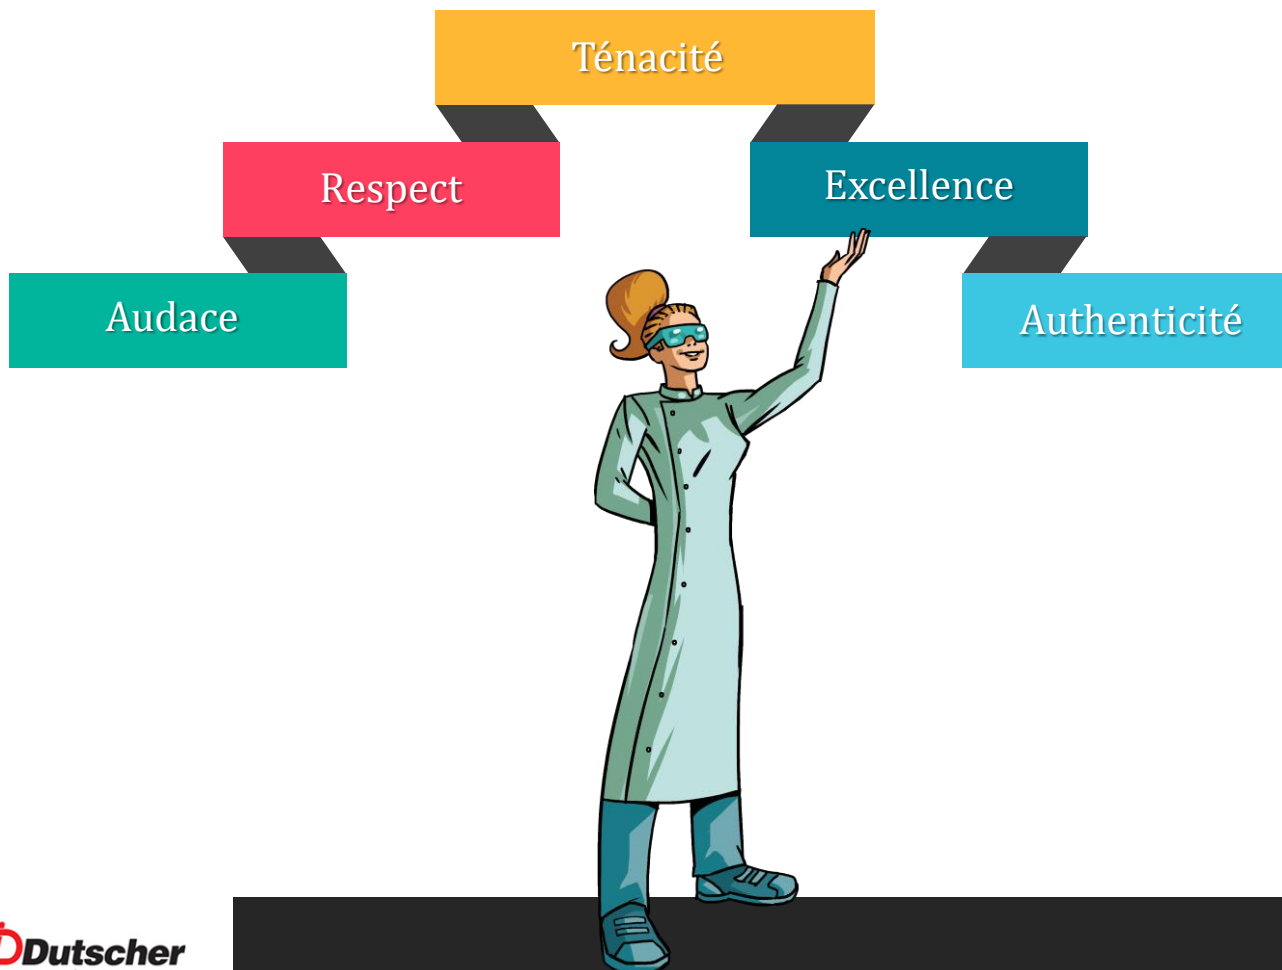 Ténacité
Respect
Excellence
Audace
Authenticité
Dutscher